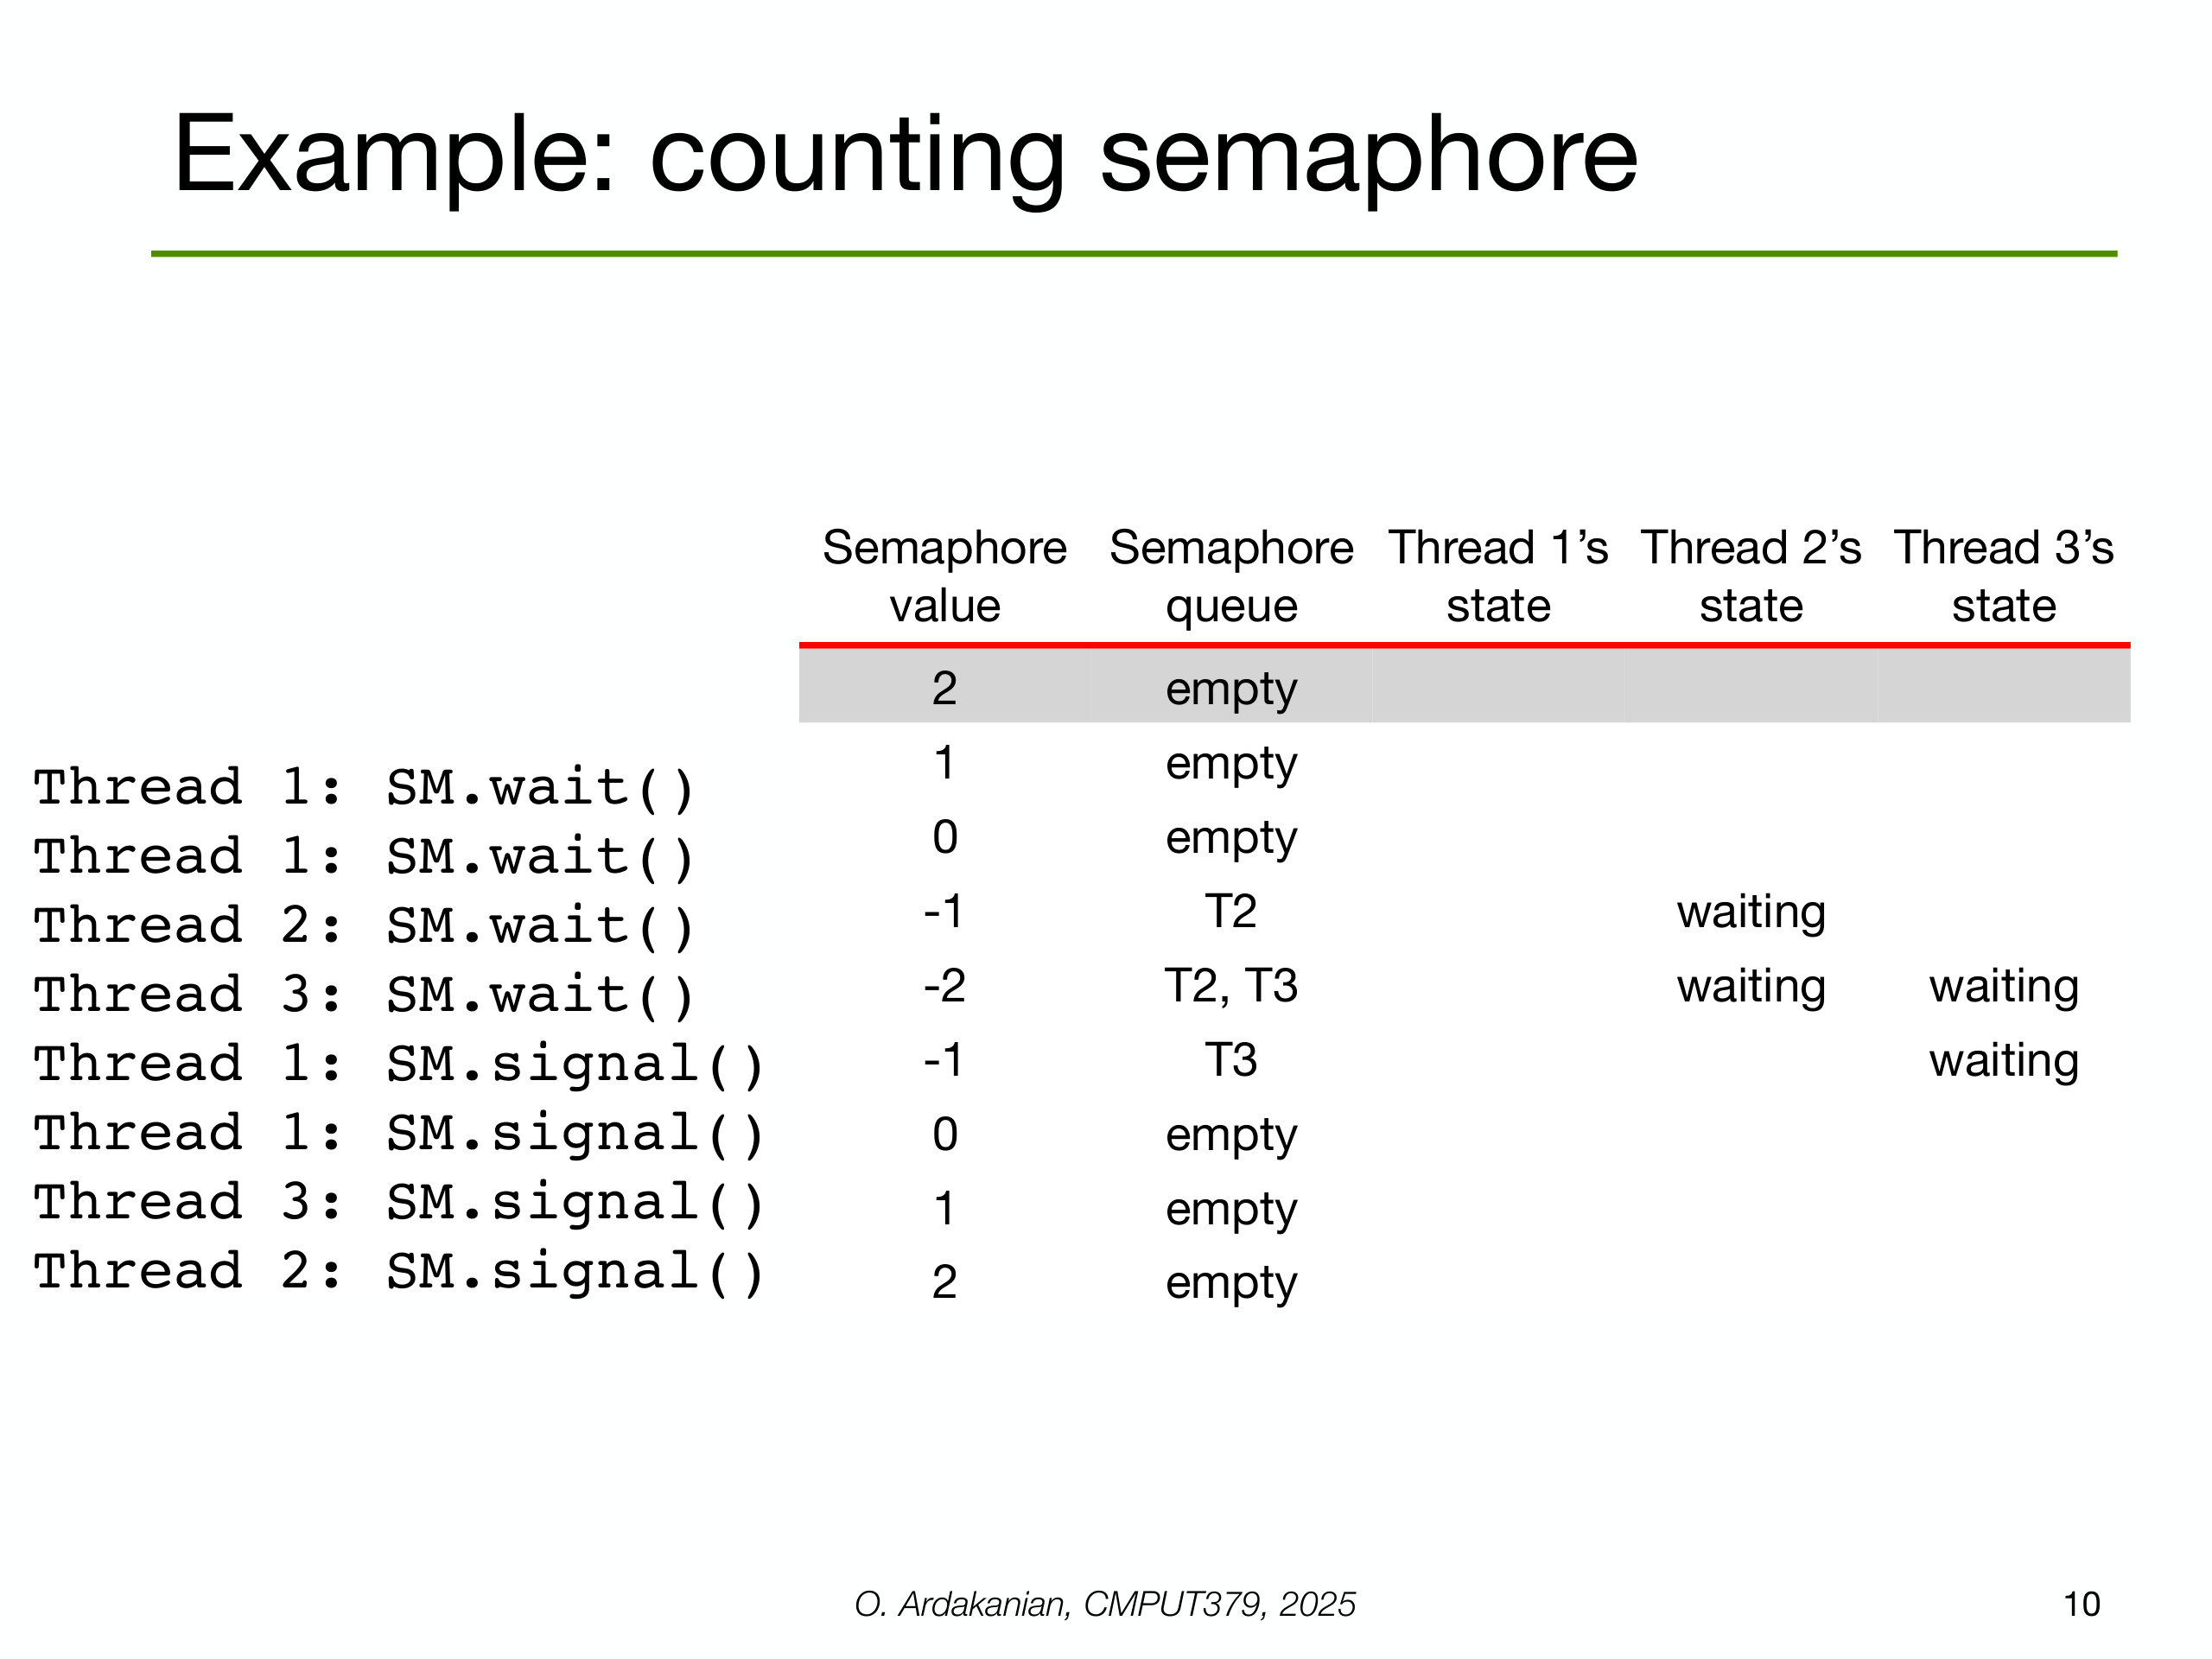 Example: counting semaphore
Semaphore value Semaphore queue Thread 1’s state Thread 2’s state Thread 3’s state
2 empty
Thread 1: SM.wait() 1 empty
Thread 1: SM.wait() 0 empty
Thread 2: SM.wait() -1 T2 waiting
Thread 3: SM.wait() -2 T2, T3 waiting waiting
Thread 1: SM.signal() -1 T3 waiting
Thread 1: SM.signal() 0 empty
Thread 3: SM.signal() 1 empty
Thread 2: SM.signal() 2 empty
O. Ardakanian, CMPUT379, 2025 10